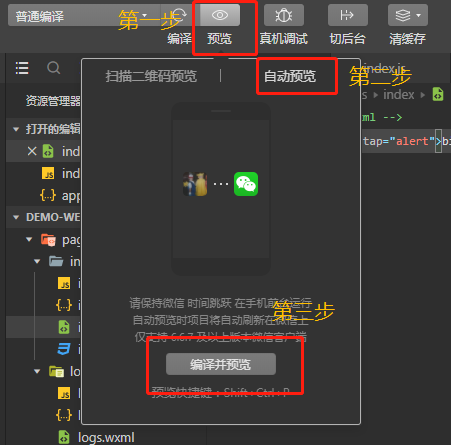 普通编译
第一步
编译
预览
真机调试
切后台
清缓存
扫描二维码预览
自动预览
第二步
index.js
index
资源管理器
打开的编辑
ind
ind
app
DEMO-WE
pag
in
lo
logs.wxml
ml -->
tap="alert">bi
请保持微信 时间跳跃 在手机前台运行
自动预览时项目将自动刷新在微信上
仅支持 6.6.7 及以上版本微信客户端
第三步
编译并预览
预览快捷键：Shift+Ctrl+P